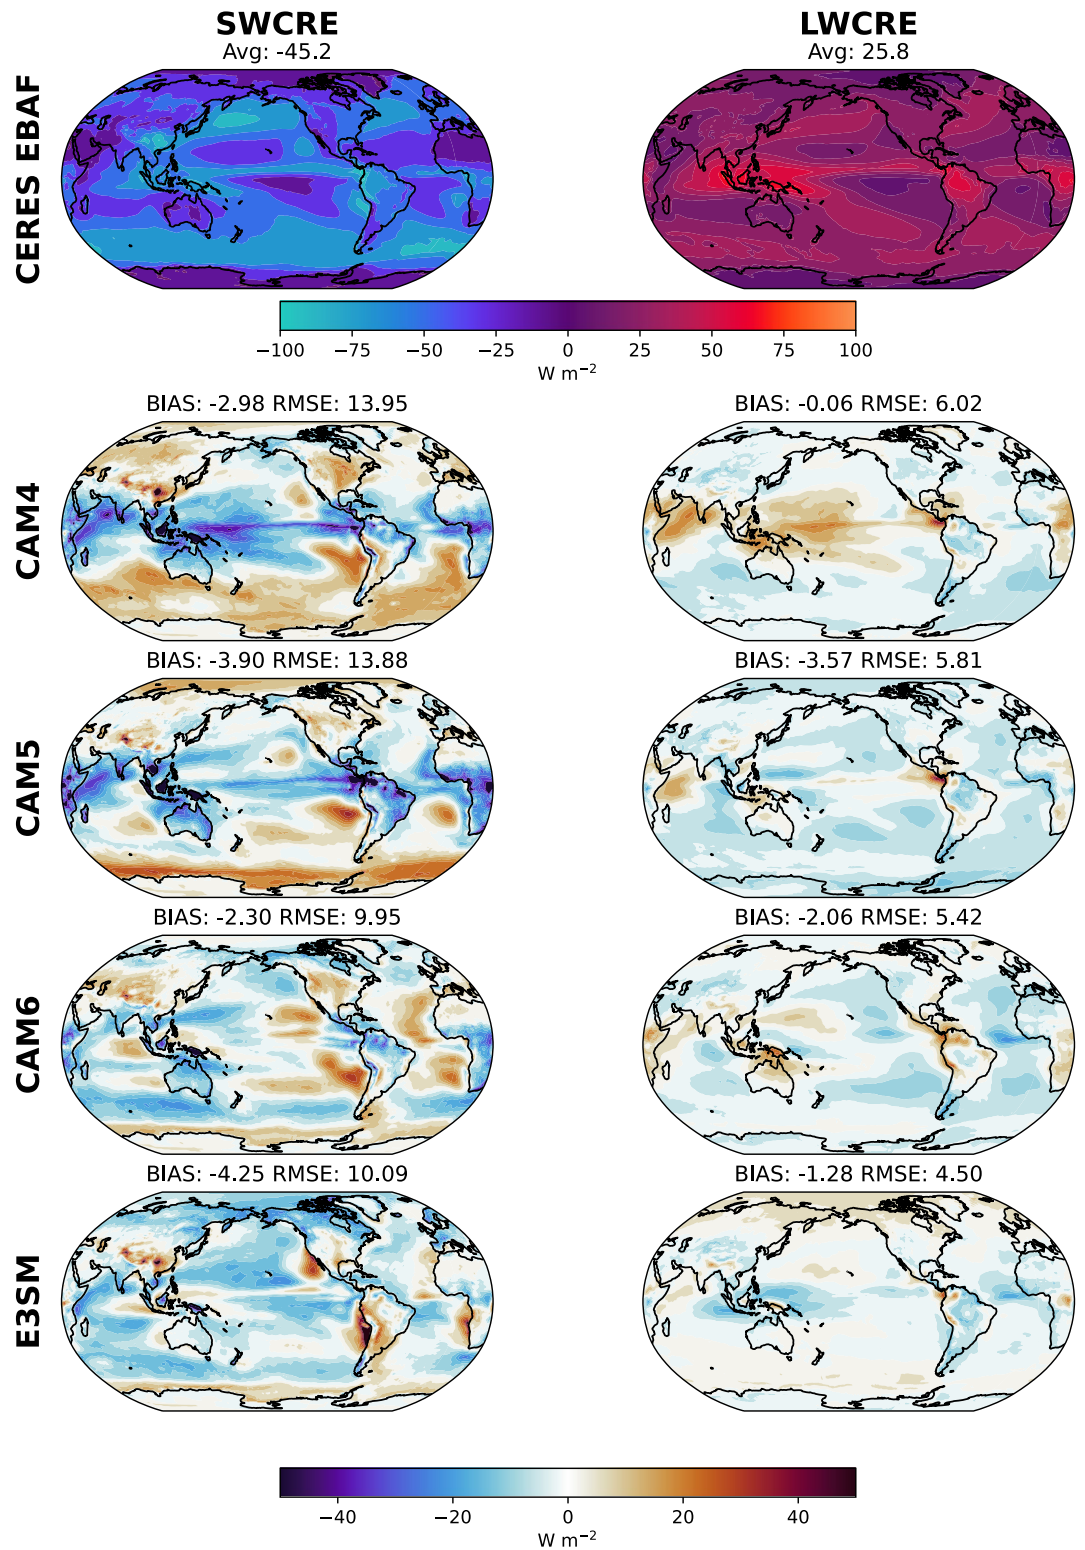 SWCRE
LWCRE
Avg: -45.2
Avg: 25.8
CERES EBAF
−100 −75 −50 −25 0 25 50 75 100
W m−2
BIAS: -2.98 RMSE: 13.95
BIAS: -0.06 RMSE: 6.02
CAM4
BIAS: -3.90 RMSE: 13.88
BIAS: -3.57 RMSE: 5.81
CAM5
BIAS: -2.30 RMSE: 9.95
BIAS: -2.06 RMSE: 5.42
CAM6
BIAS: -4.25 RMSE: 10.09
BIAS: -1.28 RMSE: 4.50
E3SM
−40 −20 0 20 40
W m−2